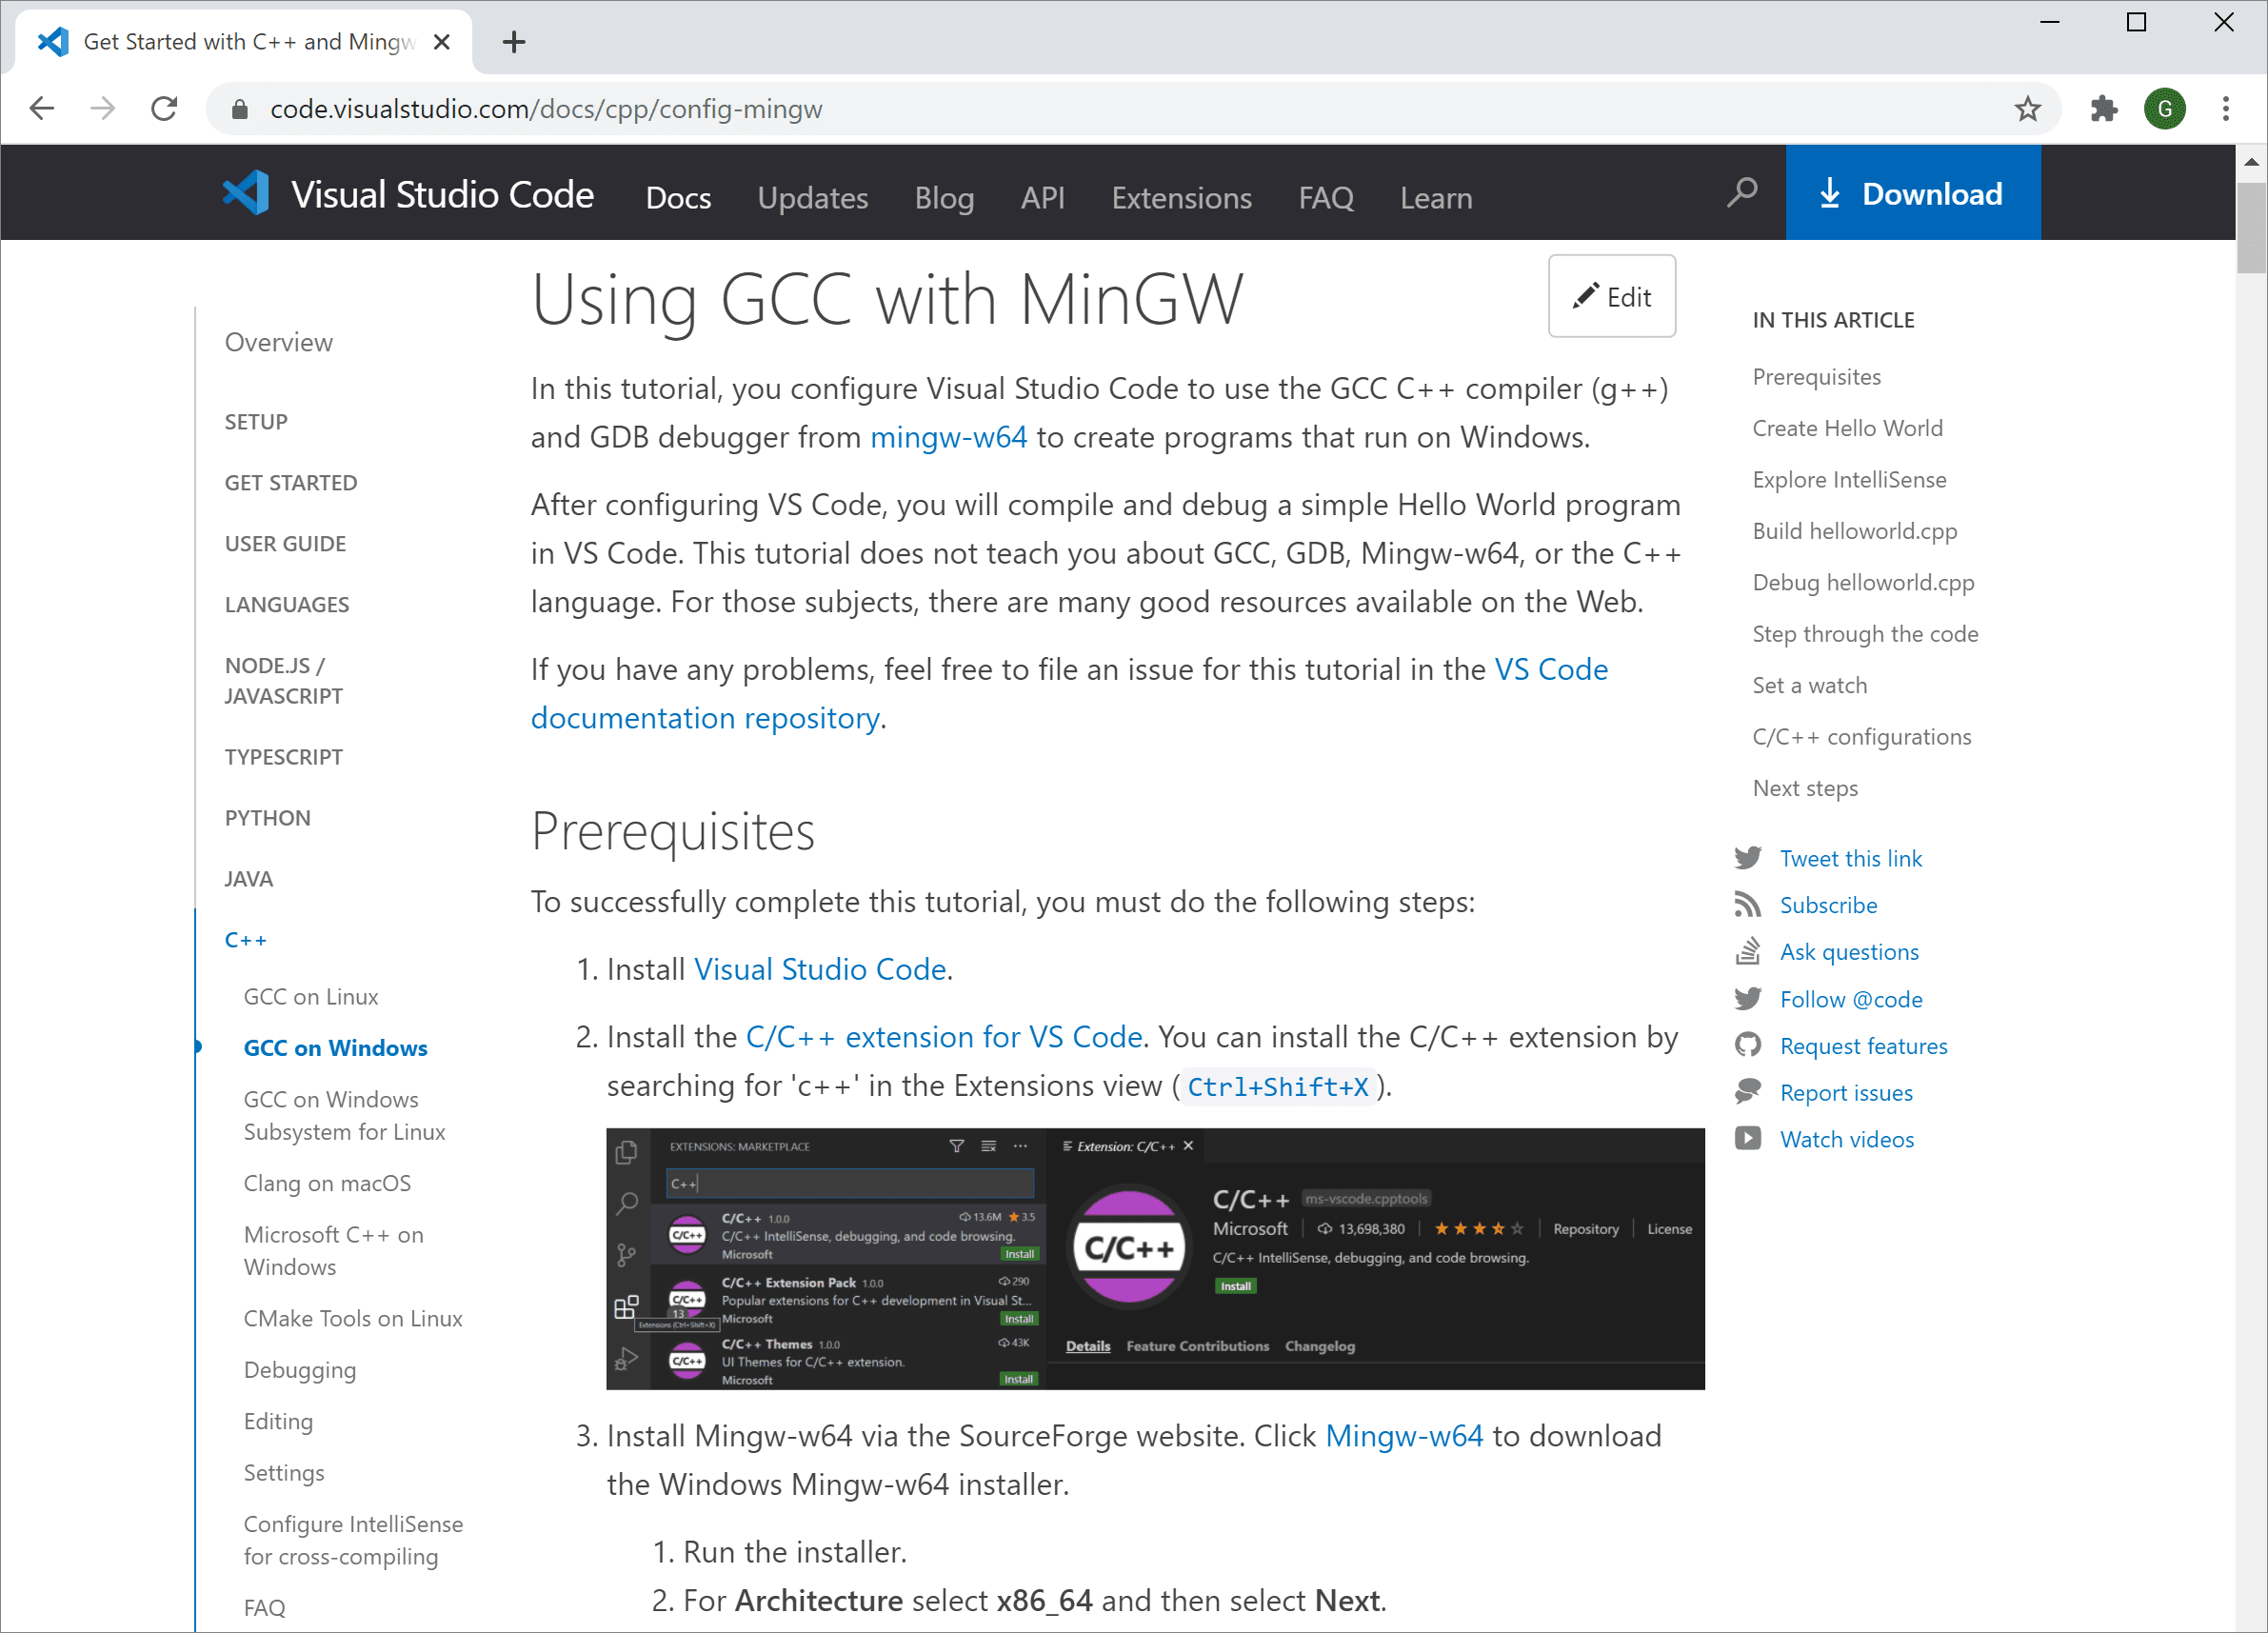 Get Started with C++ and Mingw
code.visualstudio.com/docs/cpp/config-mingw
G
Visual Studio Code
Docs
Updates
Blog
API
Extensions
FAQ
Learn
Download
Overview
SETUP
GET STARTED
USER GUIDE
LANGUAGES
NODE.JS /
JAVASCRIPT
TYPESCRIPT
PYTHON
JAVA
C++
GCC on Linux
GCC on Windows
GCC on Windows
Subsystem for Linux
Clang on macOS
Microsoft C++ on
Windows
CMake Tools on Linux
Debugging
Editing
Settings
Configure IntelliSense
for cross-compiling
FAQ
Using GCC with MinGW
Edit
In this tutorial, you configure Visual Studio Code to use the GCC C++ compiler (g++)
and GDB debugger from mingw-w64 to create programs that run on Windows.
After configuring VS Code, you will compile and debug a simple Hello World program
in VS Code. This tutorial does not teach you about GCC, GDB, Mingw-w64, or the C++
language. For those subjects, there are many good resources available on the Web.
If you have any problems, feel free to file an issue for this tutorial in the VS Code
documentation repository.
Prerequisites
To successfully complete this tutorial, you must do the following steps:
1. Install Visual Studio Code.
2. Install the C/C++ extension for VS Code. You can install the C/C++ extension by
searching for 'c++' in the Extensions view (Ctrl+Shift+X).
EXTENSIONS: MARKETPLACE
C++
C/C++ 1.0.0
13.6M 3.5
C/C++ IntelliSense, debugging, and code browsing.
Microsoft
Install
C/C++
C/C++ Extension Pack 1.0.0
290
Popular extensions for C++ development in Visual St...
Microsoft
Install
C/C++
13
Extensions (Ctrl+Shift+X)
C/C++ Themes 1.0.0
43K
UI Themes for C/C++ extension.
Microsoft
Install
C/C++
Extension: C/C++
C/C++
C/C++ ms-vscode.cpptools
Microsoft
13,698,380
Repository
License
C/C++ IntelliSense, debugging, and code browsing.
Install
Details
Feature Contributions
Changelog
3. Install Mingw-w64 via the SourceForge website. Click Mingw-w64 to download
the Windows Mingw-w64 installer.
1. Run the installer.
2. For Architecture select x86_64 and then select Next.
IN THIS ARTICLE
Prerequisites
Create Hello World
Explore IntelliSense
Build helloworld.cpp
Debug helloworld.cpp
Step through the code
Set a watch
C/C++ configurations
Next steps
Tweet this link
Subscribe
Ask questions
Follow @code
Request features
Report issues
Watch videos